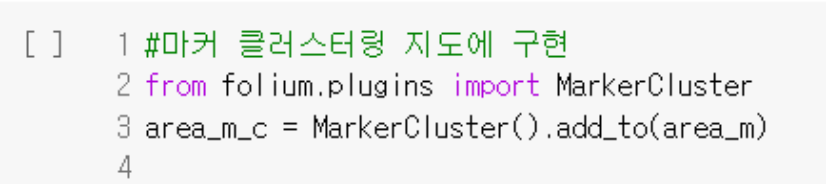 [ ] 1 #마커 클러스터링 지도에 구현
2 from folium.plugins import MarkerCluster
3 area_m_c = MarkerCluster().add_to(area_m)
4